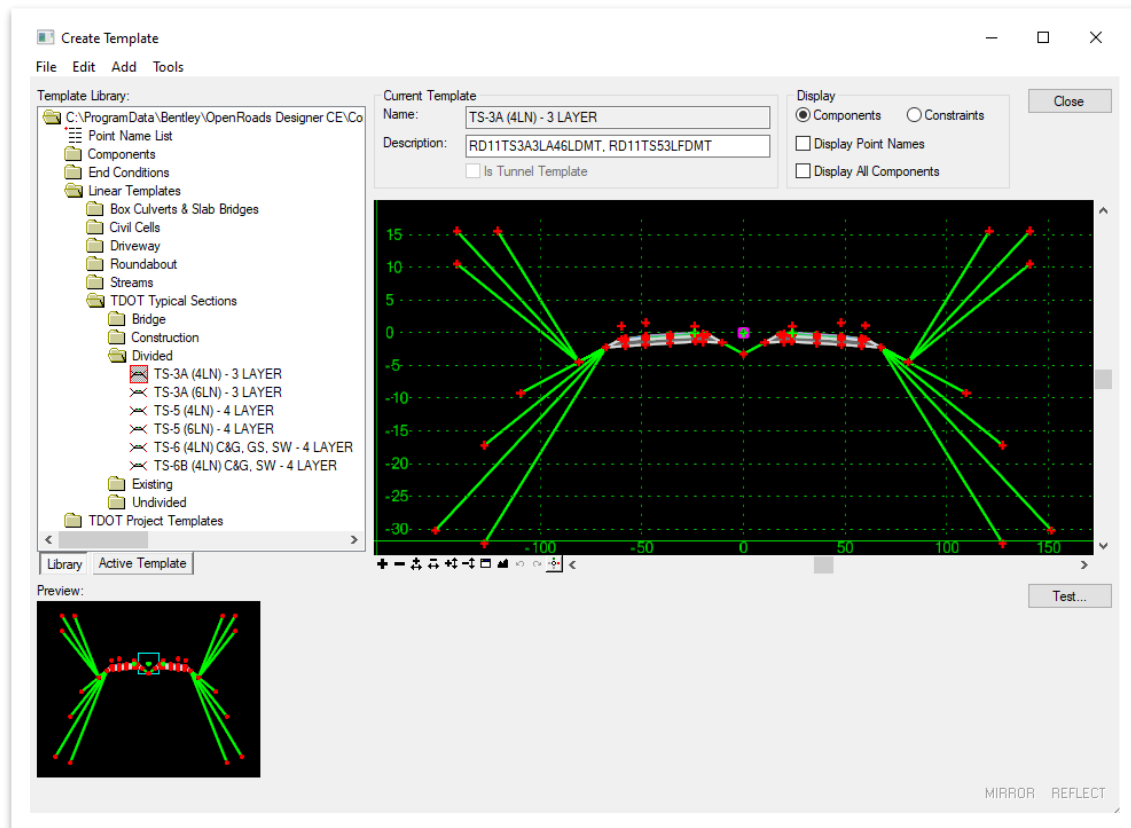 Create Template
File Edit Add Tools
Template Library:
C:\ProgramData\Bentley\OpenRoads Designer CE\Co
Point Name List
Components
End Conditions
Linear Templates
Box Culverts & Slab Bridges
Civil Cells
Driveway
Roundabout
Streams
TDOT Typical Sections
Bridge
Construction
Divided
TS-3A (4LN) - 3 LAYER
TS-3A (6LN) - 3 LAYER
TS-5 (4LN) - 4 LAYER
TS-5 (6LN) - 4 LAYER
TS-6 (4LN) C&G, GS, SW - 4 LAYER
TS-6B (4LN) C&G, SW - 4 LAYER
Existing
Undivided
TDOT Project Templates
Library Active Template
Current Template
Name: TS-3A (4LN) - 3 LAYER
Description: RD11TS3A3LA46LDMT, RD11TS53LFDMT
Is Tunnel Template
Display
Components Constraints
Display Point Names
Display All Components
Close
15
10
5
0
-5
-10
-15
-20
-25
-30
-100 -50 0 50 100 150
Preview:
Test...
MIRROR REFLECT